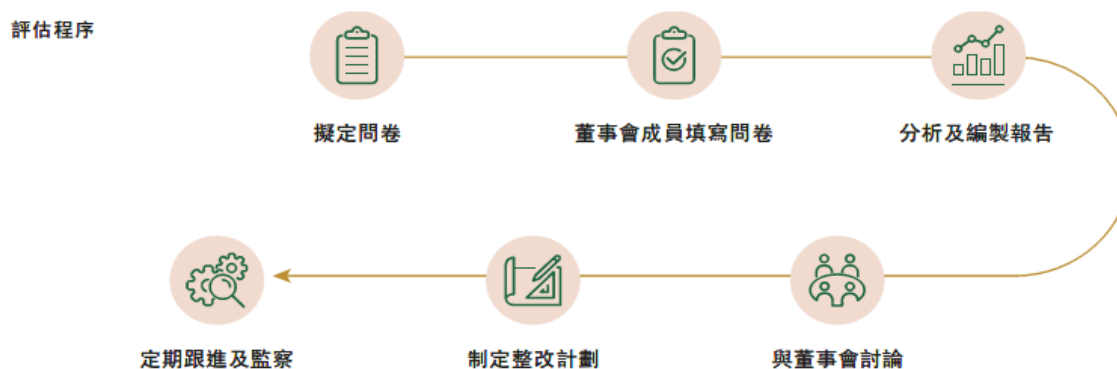 評估程序
擬定問卷
董事會成員填寫問卷
分析及編製報告
與董事會討論
制定整改計劃
定期跟進及監察